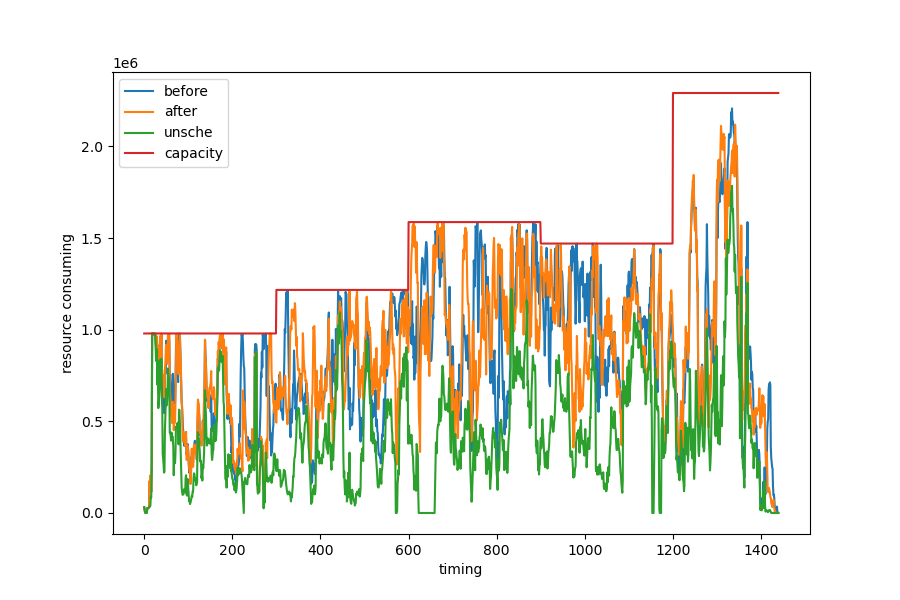 1e6
before
after
unsche
capacity
2.0
1.5
1.0
0.5
0.0
resource consuming
0 200 400 600 800 1000 1200 1400
timing